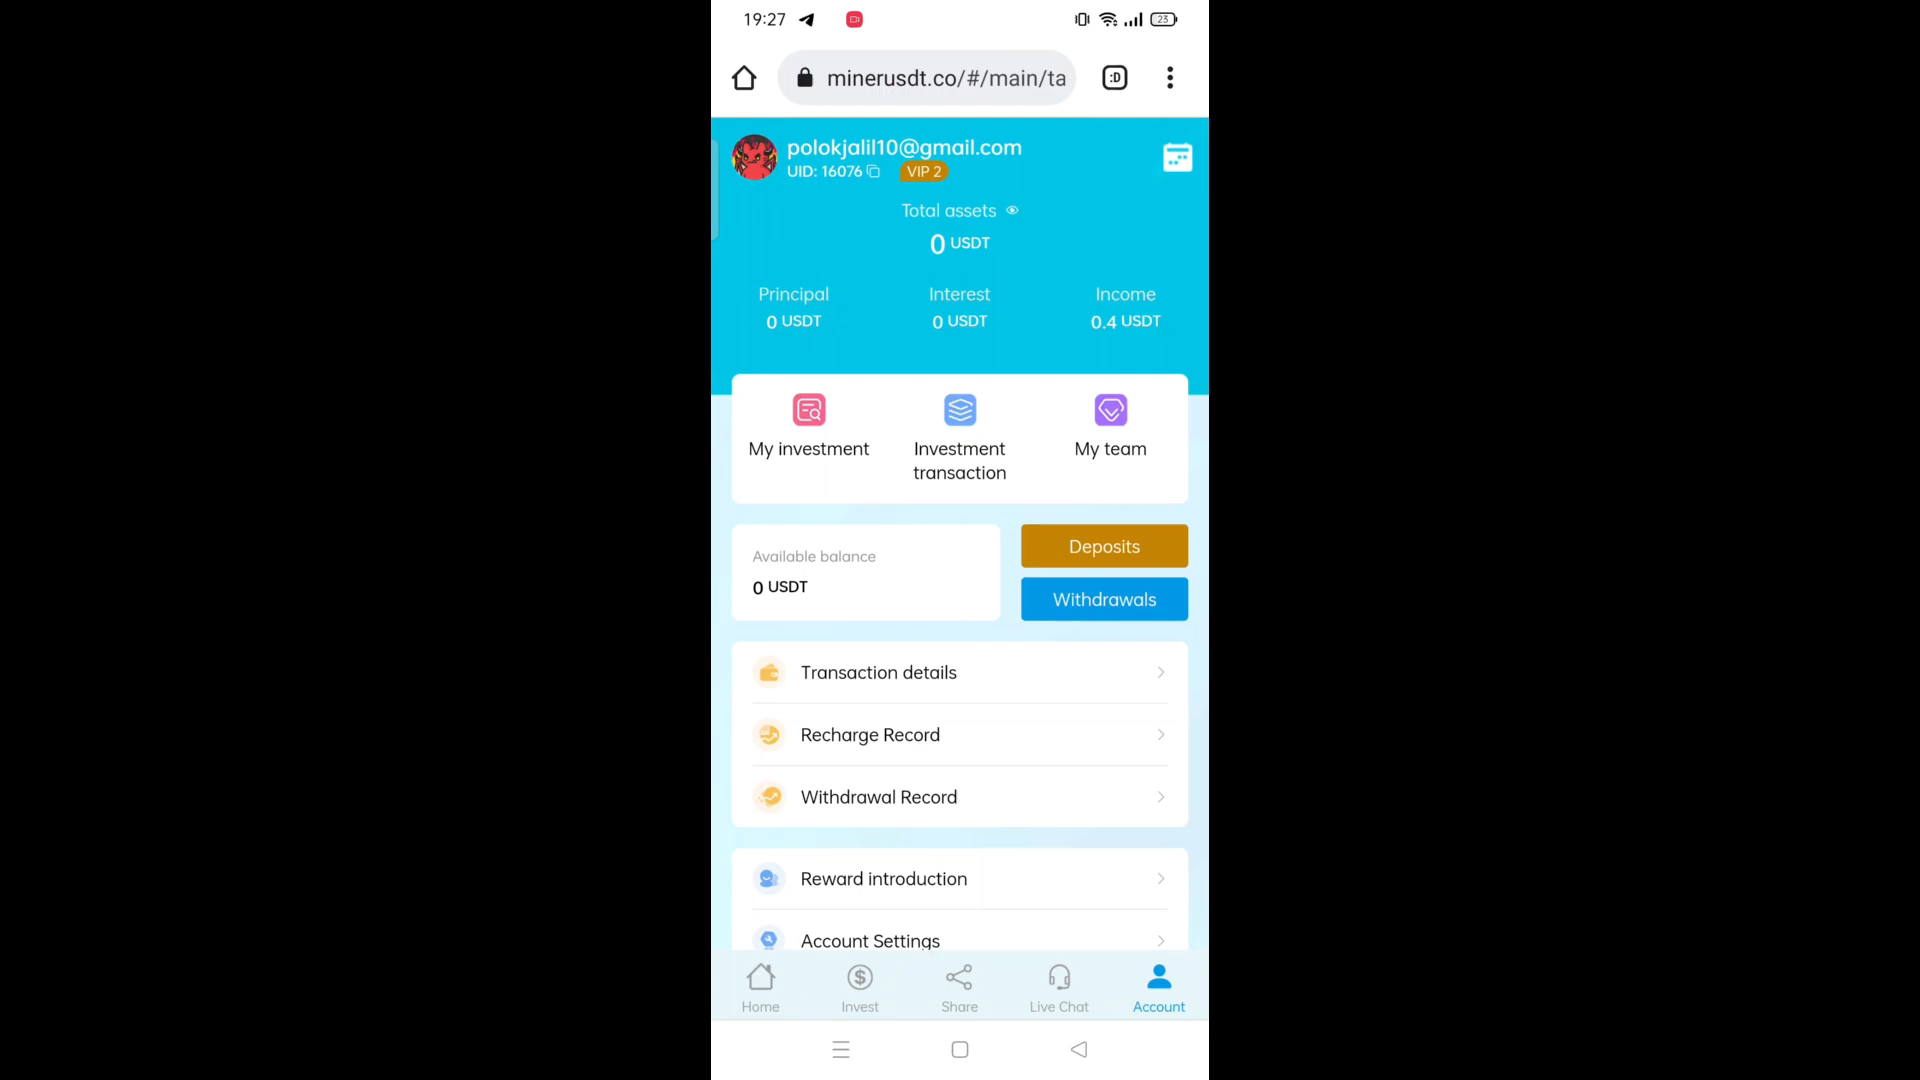 19:27
23
minerusdt.co/#/main/ta
:D
polokjalil10@gmail.com
UID: 16076 VIP 2
Total assets
0 USDT
Principal Interest Income
0 USDT 0 USDT 0.4 USDT
My investment
Investment
transaction
My team
Available balance
0 USDT
Deposits
Withdrawals
Transaction details
Recharge Record
Withdrawal Record
Reward introduction
Account Settings
Home Invest Share Live Chat Account